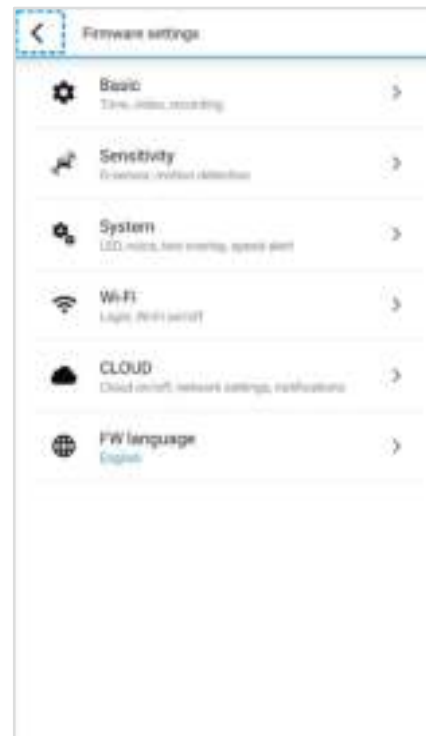 Firmware settings
Basic
Time, video, recording
Sensitivity
G-sensor, motion detection
System
LED, voice, text overlay, speed alert
Wi-Fi
Login, Wi-Fi on/off
CLOUD
Cloud on/off, network settings, notifications
FW language
English